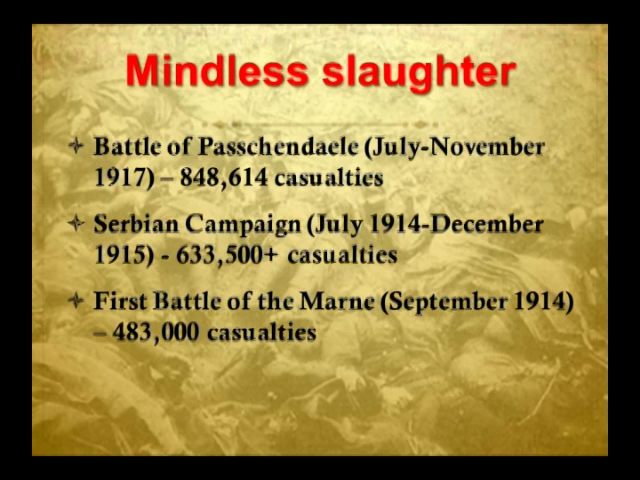 Mindless slaughter
Battle of Passchendaele (July-November
1917) – 848,614 casualties
Serbian Campaign (July 1914-December
1915) - 633,500+ casualties
First Battle of the Marne (September 1914)
– 483,000 casualties